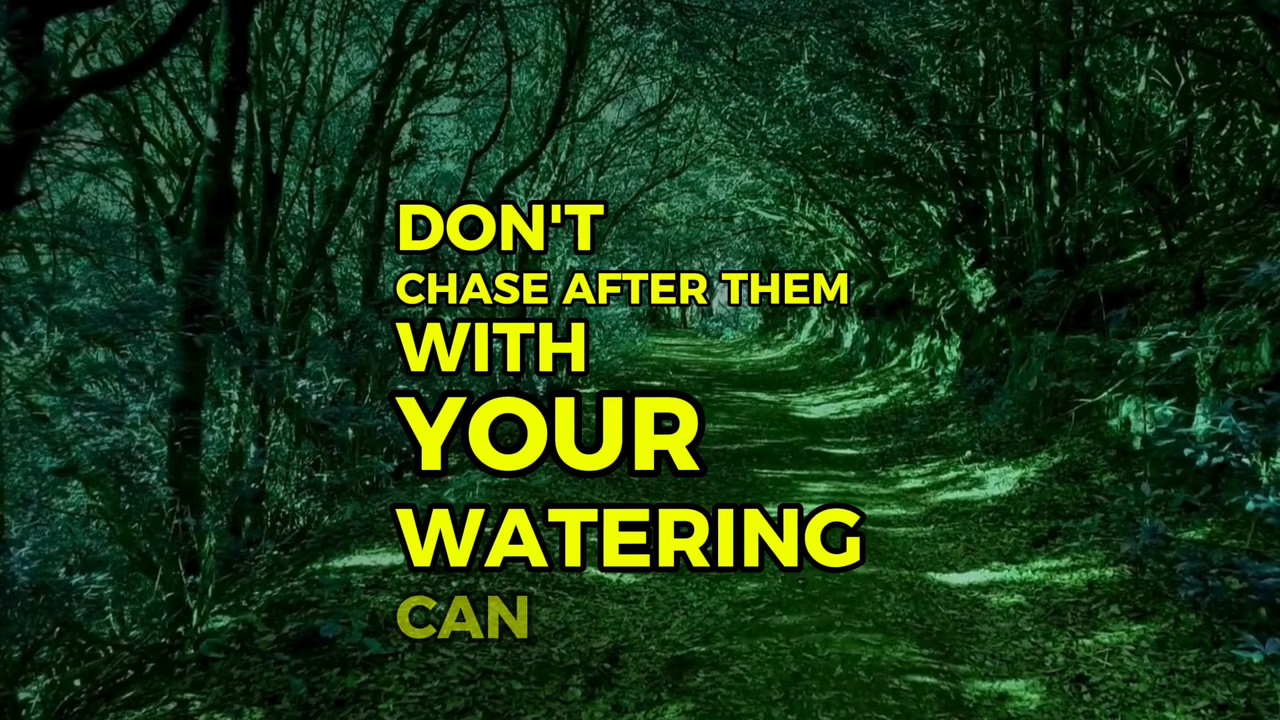 DON'T
CHASE AFTER THEM
WITH
YOUR
WATERING
CAN